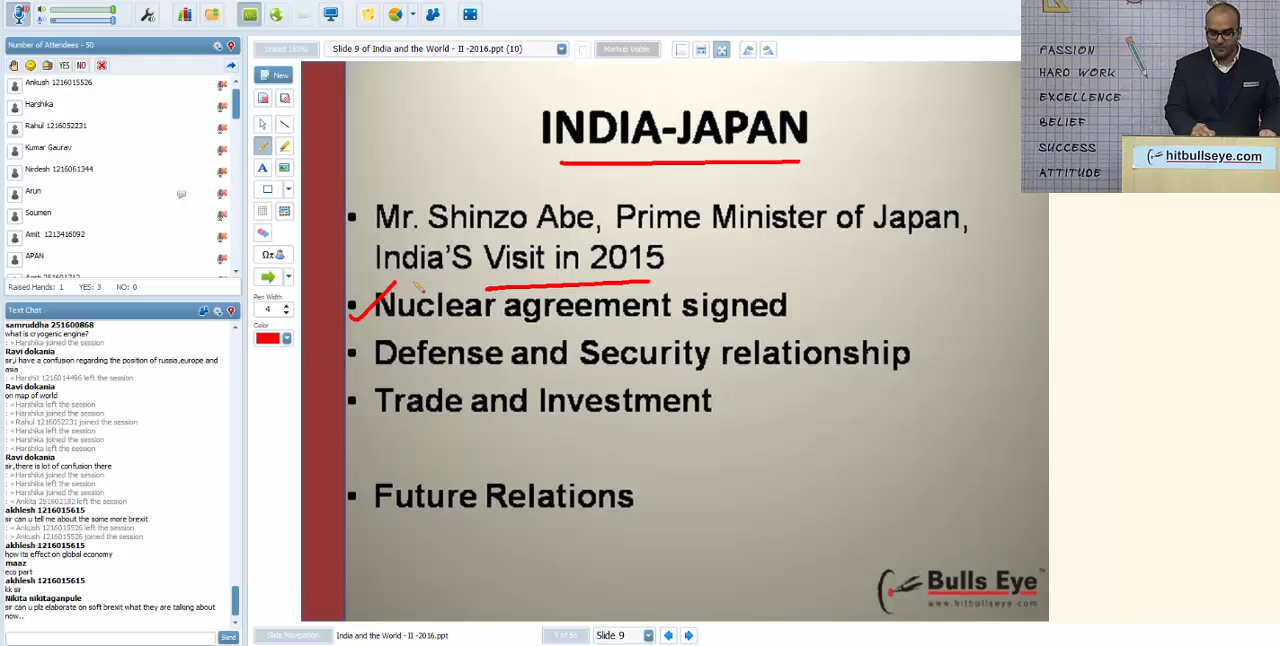 Number of Attendees - 50
YES
NO
Ankush 1216015526
Harshika
Rahul 1216052231
Kumar Gaurav
Nirdesh 1216061344
Arun
Soumen
Amit 1213416092
APAN
Raised Hands: 1 YES: 3 NO: 0
Text Chat
samruddha 251600868
what is cryogenic engine?
: » Harshika joined the session
Ravi dokania
sir,i have a confusion regarding the position of russia,europe and
asia
: « Harshit 1216014496 left the session
Ravi dokania
on map of world
: « Harshika left the session
: » Harshika joined the session
: » Rahul 1216052231 joined the session
: « Harshika left the session
: » Harshika joined the session
: « Harshika left the session
Ravi dokania
sir,there is lot of confusion there
: » Harshika joined the session
: « Harshika left the session
: » Harshika joined the session
: « Ankita 251602182 left the session
akhlesh 1216015615
sir can u tell me about the some more brexit
: « Ankush 1216015526 left the session
: » Ankush 1216015526 joined the session
akhlesh 1216015615
how its effect on global economy
maaz
eco part
akhlesh 1216015615
kk sir
Nikita nikitaganpule
sir can u plz elaborate on soft brexit what they are talking about
now..
Send
Scaled 155%
Slide 9 of India and the World - II -2016.ppt (10)
Markup Visible
New
A
Ωπ
Pen Width
4
Color
INDIA-JAPAN
• Mr. Shinzo Abe, Prime Minister of Japan,
India’S Visit in 2015
• Nuclear agreement signed
• Defense and Security relationship
• Trade and Investment
• Future Relations
Bulls Eye™
www.hitbullseye.com
Slide Navigation
India and the World - II -2016.ppt
Slide 9
PASSION
HARD WORK
EXCELLENCE
BELIEF
SUCCESS
ATTITUDE
hitbullseye.com